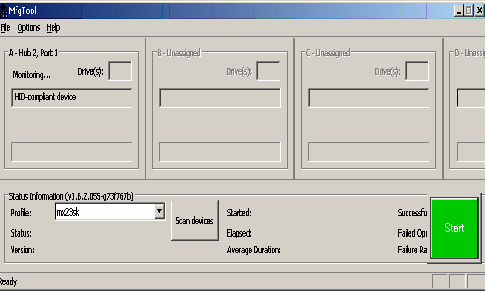 MfgTool
File Options Help
A - Hub 2, Port 1
B - Unassigned
C - Unassigned
D - Unassi
Monitoring... Drive(s):
Drive(s):
Drive(s):
HID-compliant device
Status Information (v1.6.2.055-g73f767b)
Profile: mx23sk
Scan devices
Started:
Successfu
Start
Status:
Elapsed:
Failed Op
Version:
Average Duration:
Failure Ra
Ready